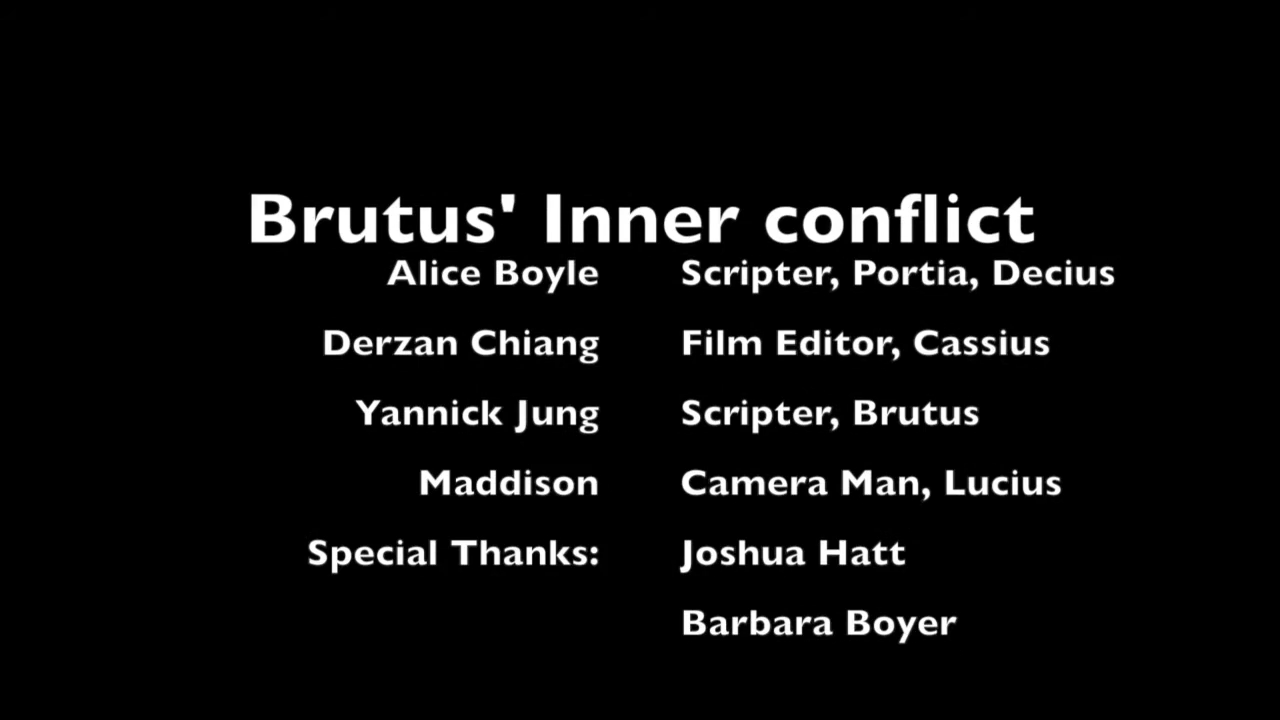 Brutus' Inner conflict
Alice Boyle Scripter, Portia, Decius
Derzan Chiang Film Editor, Cassius
Yannick Jung Scripter, Brutus
Maddison Camera Man, Lucius
Special Thanks: Joshua Hatt
Barbara Boyer